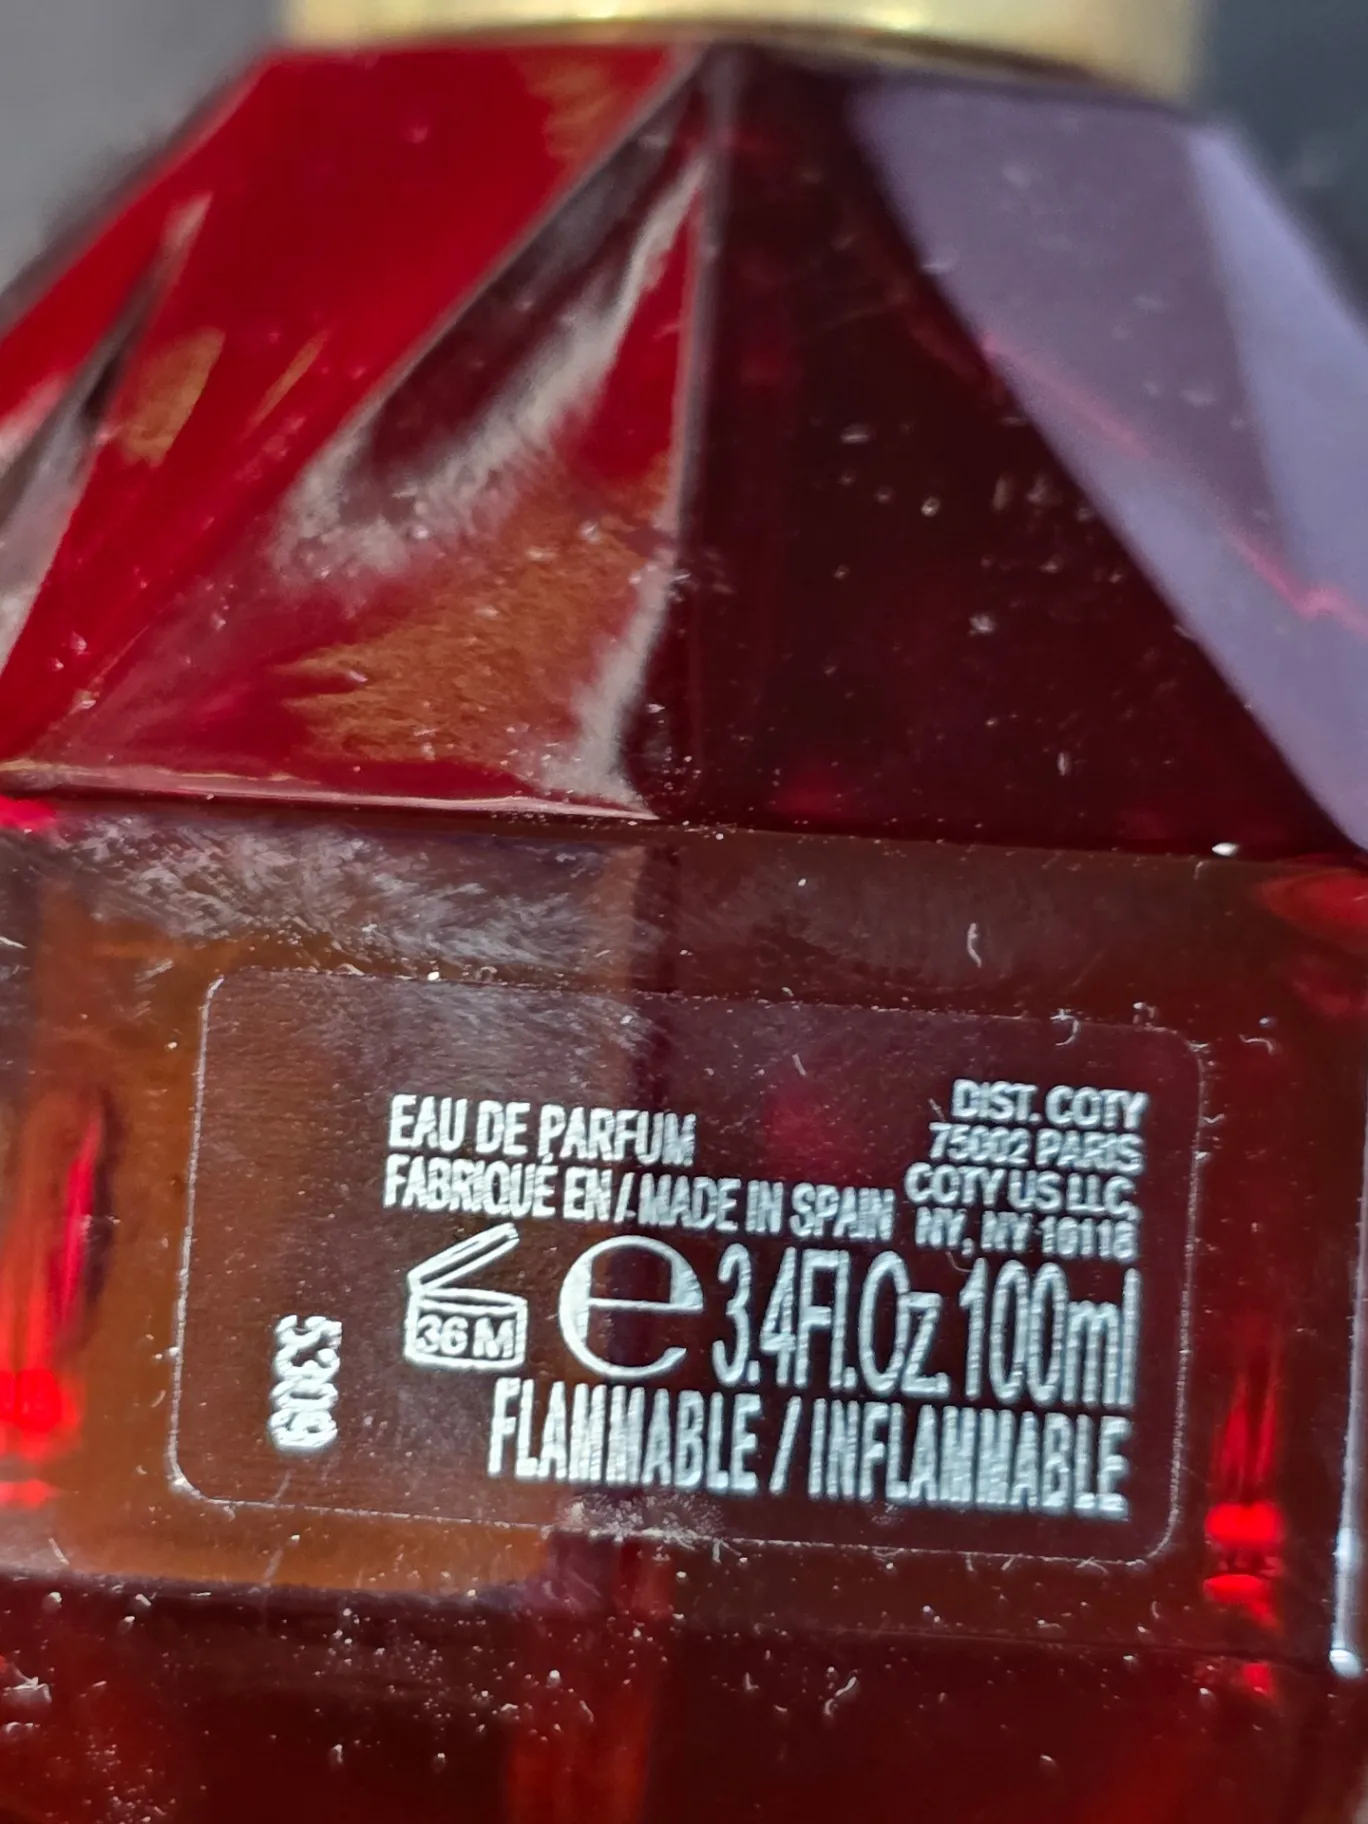 EAU DE PARFUM
FABRIQUÉ EN / MADE IN SPAIN
DIST. COTY
75002 PARIS
COTY US LLC,
NY, NY 10118
36 M
e 3.4Fl.Oz. 100ml
FLAMMABLE / INFLAMMABLE
5309